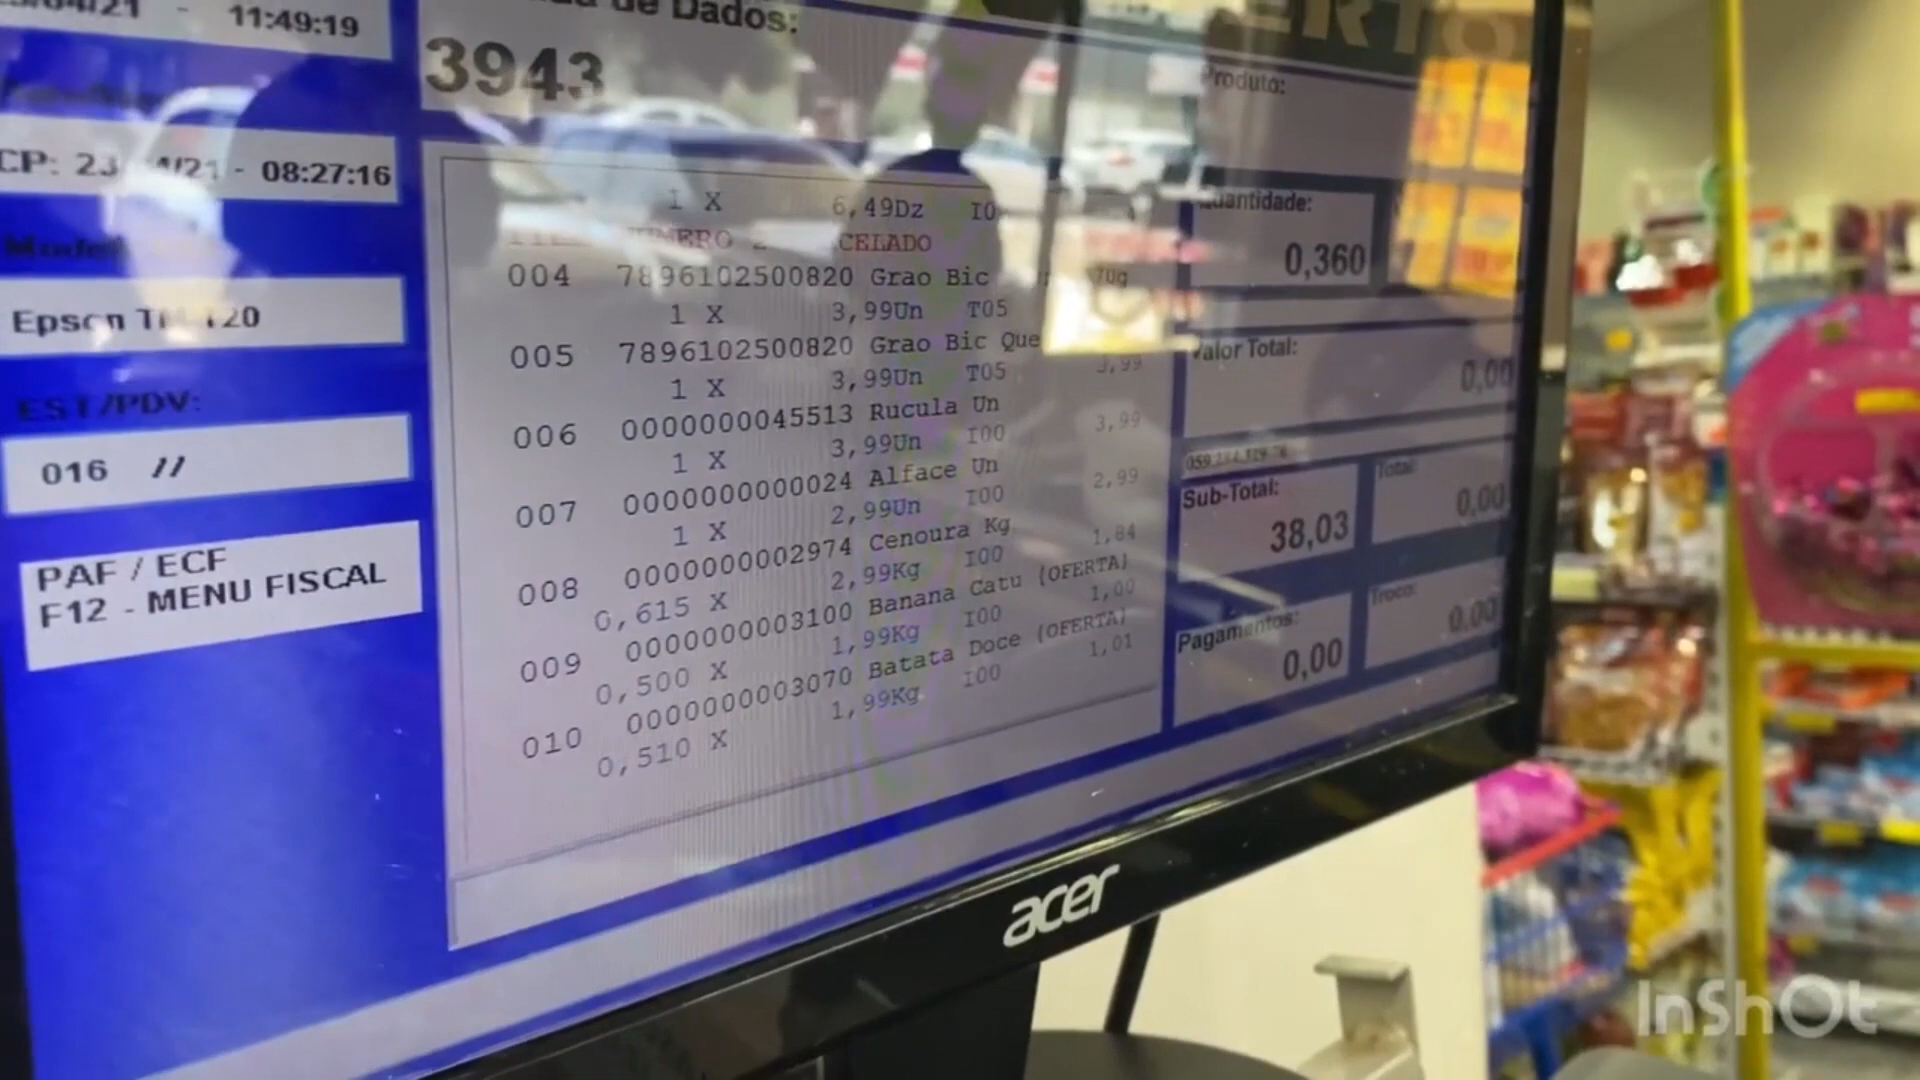 11:49:19
de Dados:
3943
CP: 23 4/21 - 08:27:16
Epson TM T20
EST/PDV:
016 //
PAF / ECF
F12 - MENU FISCAL
1 X 6,49Dz
CELADO
004 7896102500820 Grao Bic 70g
1 X 3,99Un T05
005 7896102500820 Grao Bic Que
1 X 3,99Un T05 3,99
006 0000000045513 Rucula Un
1 X 3,99Un I00 3,99
007 0000000000024 Alface Un
1 X 2,99Un I00 2,99
008 0000000002974 Cenoura Kg
0,615 X 2,99Kg I00 1,84
009 0000000003100 Banana Catu (OFERTA)
0,500 X 1,99Kg I00 1,00
010 0000000003070 Batata Doce (OFERTA)
0,510 X 1,99Kg I00 1,01
Produto:
Quantidade:
0,360
Valor Total:
0,00
Sub-Total:
38,03
Total:
0,00
Pagamentos:
0,00
Troco:
0,00
acer
InShOt